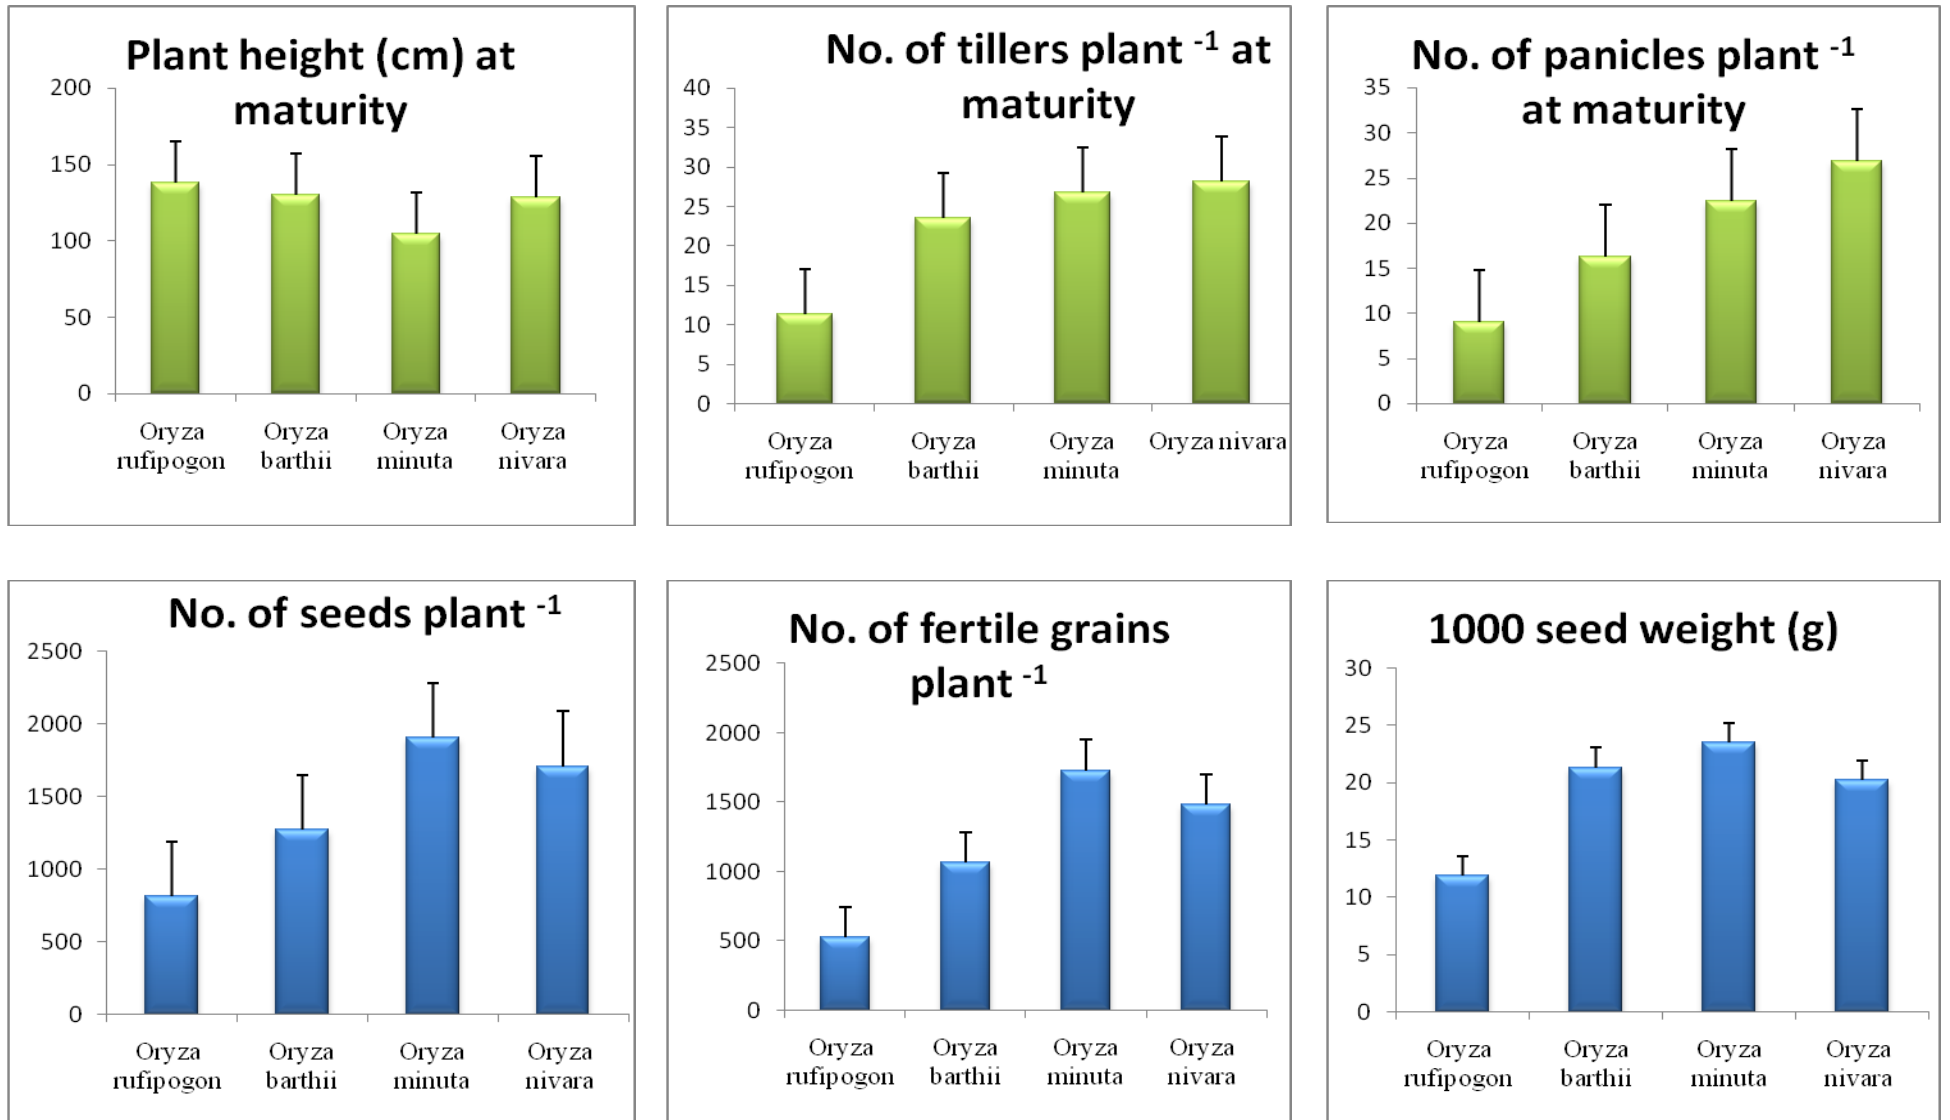 Plant height (cm) at
maturity
200
150
100
50
0
Oryza
rufipogon
Oryza
barthii
Oryza
minuta
Oryza
nivara
No. of tillers plant -1 at
maturity
40
35
30
25
20
15
10
5
0
Oryza
rufipogon
Oryza
barthii
Oryza
minuta
Oryza nivara
No. of panicles plant -1
at maturity
35
30
25
20
15
10
5
0
Oryza
rufipogon
Oryza
barthii
Oryza
minuta
Oryza
nivara
No. of seeds plant -1
2500
2000
1500
1000
500
0
Oryza
rufipogon
Oryza
barthii
Oryza
minuta
Oryza
nivara
No. of fertile grains
plant -1
2500
2000
1500
1000
500
0
Oryza
rufipogon
Oryza
barthii
Oryza
minuta
Oryza
nivara
1000 seed weight (g)
30
25
20
15
10
5
0
Oryza
rufipogon
Oryza
barthii
Oryza
minuta
Oryza
nivara